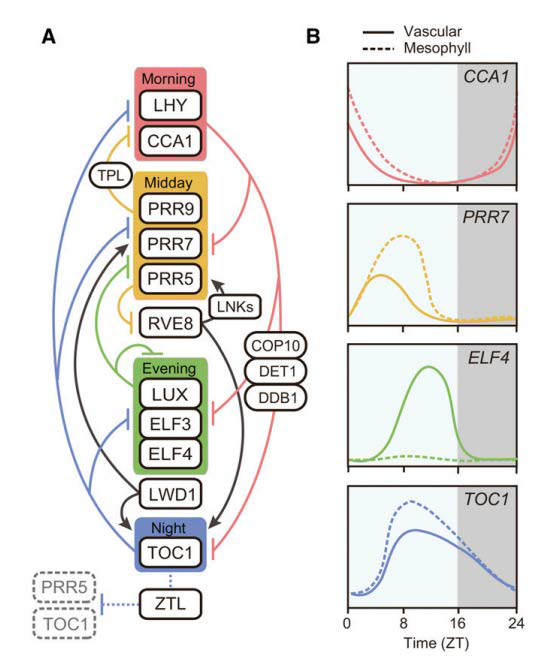 A
Morning
LHY
CCA1
TPL
Midday
PRR9
PRR7
PRR5
LNKs
RVE8
COP10
DET1
DDB1
Evening
LUX
ELF3
ELF4
LWD1
Night
TOC1
PRR5
TOC1
ZTL
B
Vascular
Mesophyll
CCA1
PRR7
ELF4
TOC1
0 8 16 24
Time (ZT)